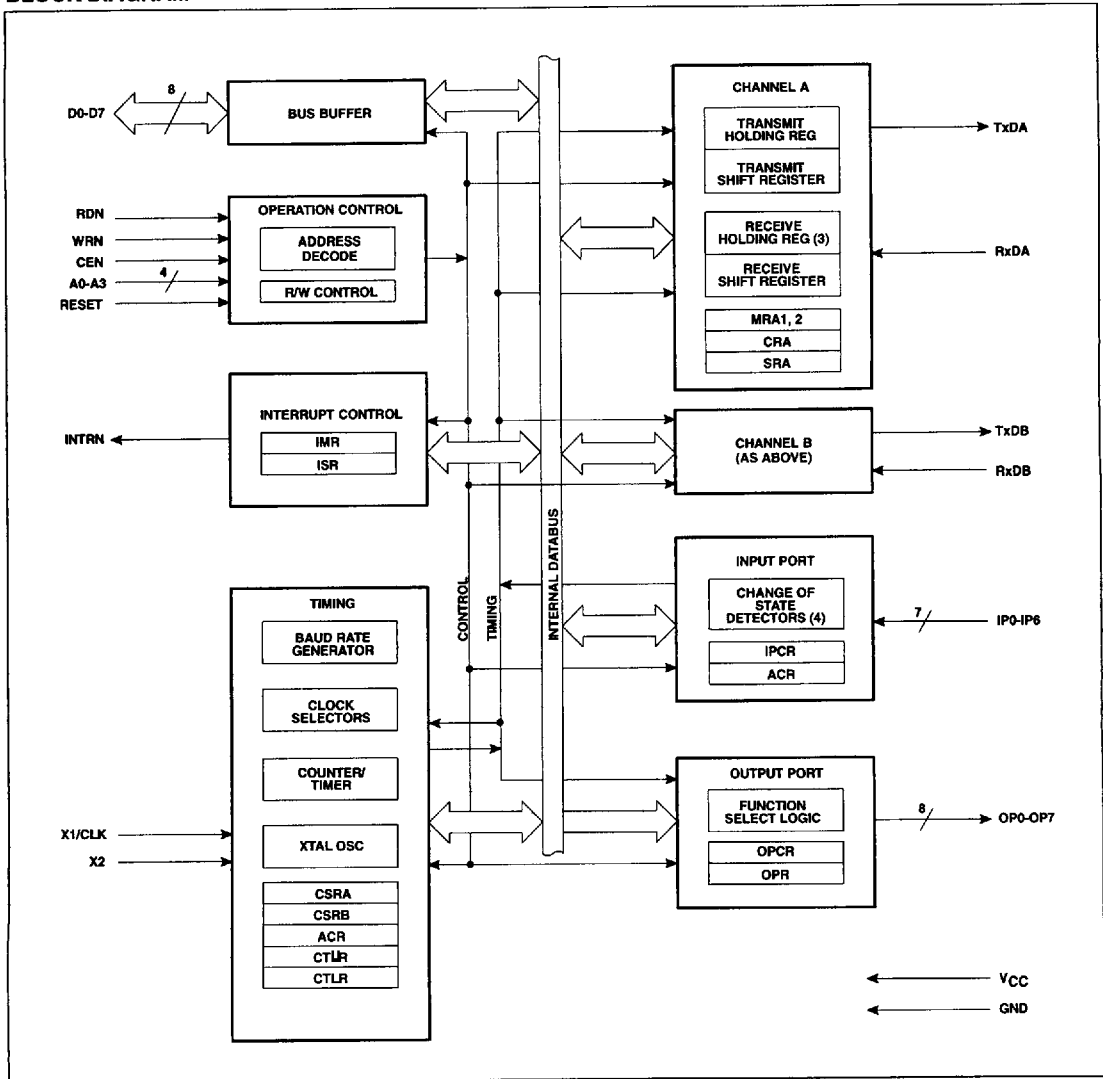 D0-D7
8
BUS BUFFER
RDN
WRN
CEN
A0-A3
4
RESET
OPERATION CONTROL
ADDRESS
DECODE
R/W CONTROL
INTRN
INTERRUPT CONTROL
IMR
ISR
TIMING
BAUD RATE
GENERATOR
CLOCK
SELECTORS
COUNTER/
TIMER
X1/CLK
X2
XTAL OSC
CSRA
CSRB
ACR
CTUR
CTLR
CONTROL
TIMING
INTERNAL DATABUS
CHANNEL A
TRANSMIT
HOLDING REG
TRANSMIT
SHIFT REGISTER
RECEIVE
HOLDING REG (3)
RECEIVE
SHIFT REGISTER
MRA1, 2
CRA
SRA
TxDA
RxDA
CHANNEL B
(AS ABOVE)
TxDB
RxDB
INPUT PORT
CHANGE OF
STATE
DETECTORS (4)
IPCR
ACR
7
IP0-IP6
OUTPUT PORT
FUNCTION
SELECT LOGIC
OPCR
OPR
8
OP0-OP7
VCC
GND